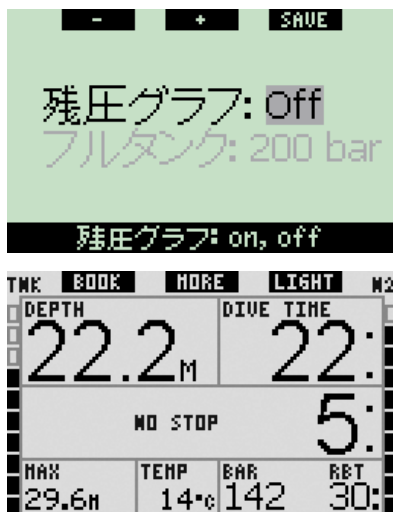 - + SAVE
残圧グラフ: Off
フルタンク: 200 bar
残圧グラフ: on, off
TNK BOOK MORE LIGHT N2
DEPTH DIVE TIME
22.2M 22:
NO STOP 5:
MAX TEMP BAR RBT
29.6M 14°C 142 30: